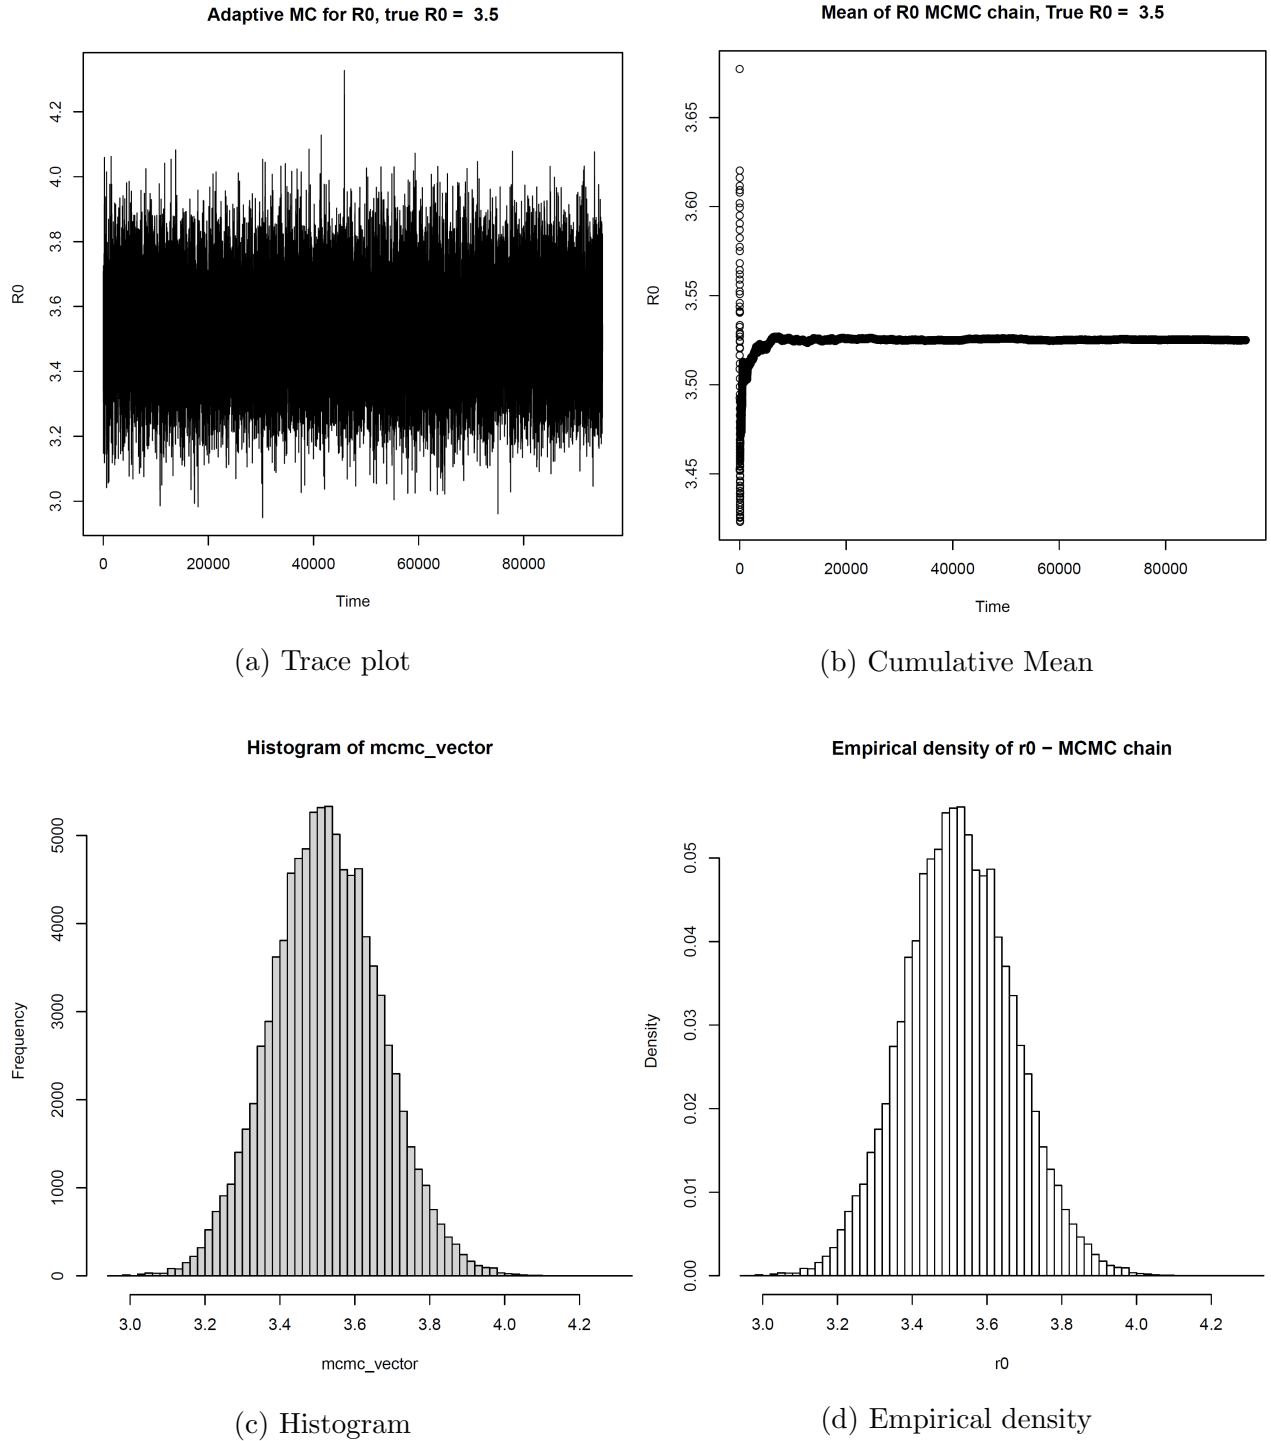 Adaptive MC for R0, true R0 = 3.5
R0
4.2
4.0
3.8
3.6
3.4
3.2
3.0
0 20000 40000 60000 80000
Time
(a) Trace plot
Mean of R0 MCMC chain, True R0 = 3.5
R0
3.65
3.60
3.55
3.50
3.45
0 20000 40000 60000 80000
Time
(b) Cumulative Mean
Histogram of mcmc_vector
Frequency
5000
4000
3000
2000
1000
0
3.0 3.2 3.4 3.6 3.8 4.0 4.2
mcmc_vector
(c) Histogram
Empirical density of r0 − MCMC chain
Density
0.05
0.04
0.03
0.02
0.01
0.00
3.0 3.2 3.4 3.6 3.8 4.0 4.2
r0
(d) Empirical density